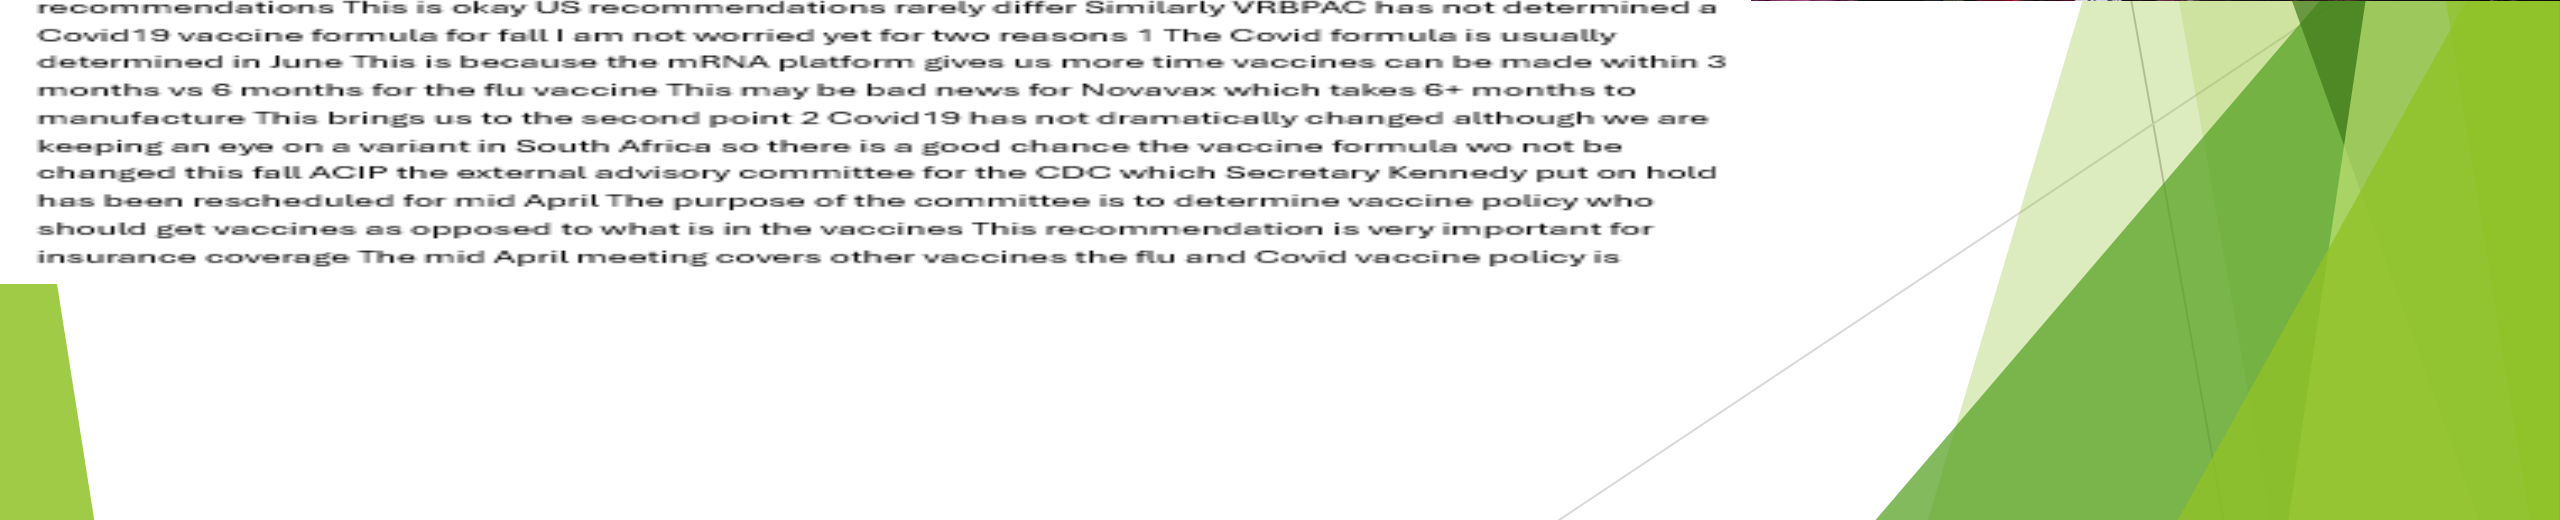 recommendations This is okay US recommendations rarely differ Similarly VRBPAC has not determined a
Covid19 vaccine formula for fall I am not worried yet for two reasons 1 The Covid formula is usually
determined in June This is because the mRNA platform gives us more time vaccines can be made within 3
months vs 6 months for the flu vaccine This may be bad news for Novavax which takes 6+ months to
manufacture This brings us to the second point 2 Covid19 has not dramatically changed although we are
keeping an eye on a variant in South Africa so there is a good chance the vaccine formula wo not be
changed this fall ACIP the external advisory committee for the CDC which Secretary Kennedy put on hold
has been rescheduled for mid April The purpose of the committee is to determine vaccine policy who
should get vaccines as opposed to what is in the vaccines This recommendation is very important for
insurance coverage The mid April meeting covers other vaccines the flu and Covid vaccine policy is